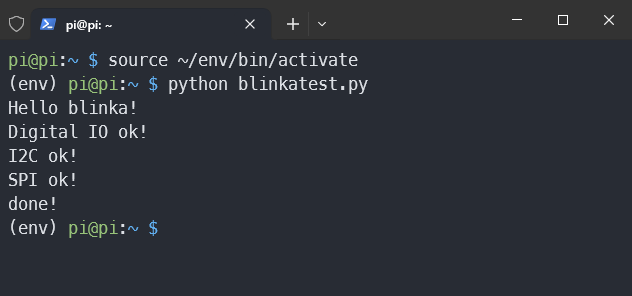 pi@pi: ~
pi@pi:~ $ source ~/env/bin/activate
(env) pi@pi:~ $ python blinkatest.py
Hello blinka!
Digital IO ok!
I2C ok!
SPI ok!
done!
(env) pi@pi:~ $